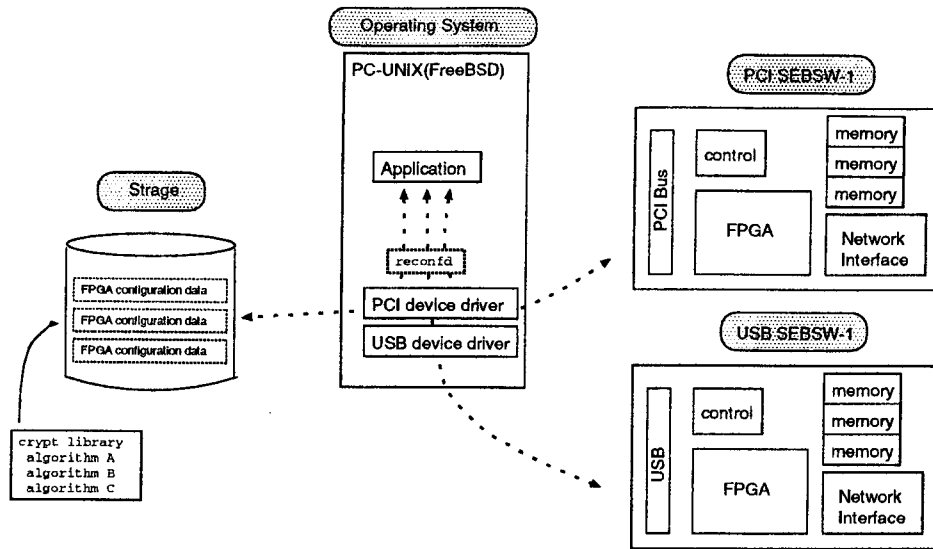 Operating System
PC-UNIX(FreeBSD)
Application
reconfd
PCI device driver
USB device driver
Strage
FPGA configuration data
FPGA configuration data
FPGA configuration data
crypt library
algorithm A
algorithm B
algorithm C
PCI SEBSW-1
PCI Bus
control
FPGA
memory
memory
memory
Network
Interface
USB SEBSW-1
USB
control
FPGA
memory
memory
memory
Network
Interface